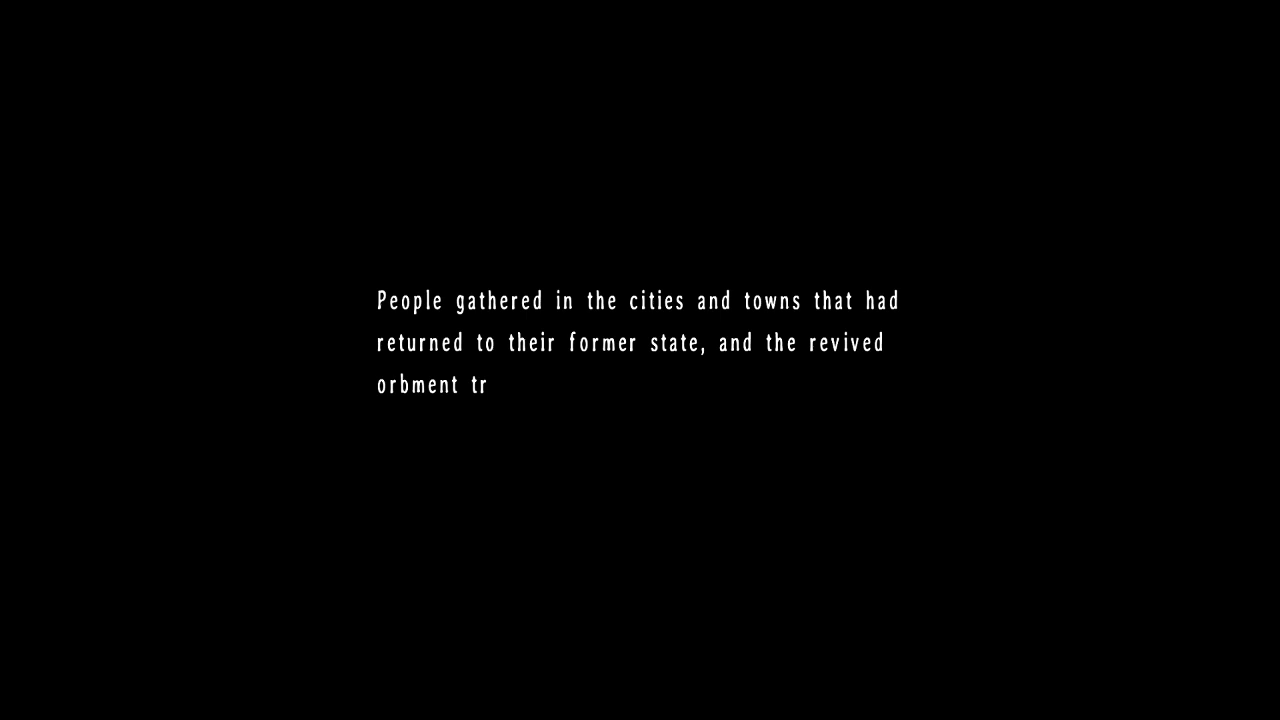 People gathered in the cities and towns that had
returned to their former state, and the revived
orbment tr